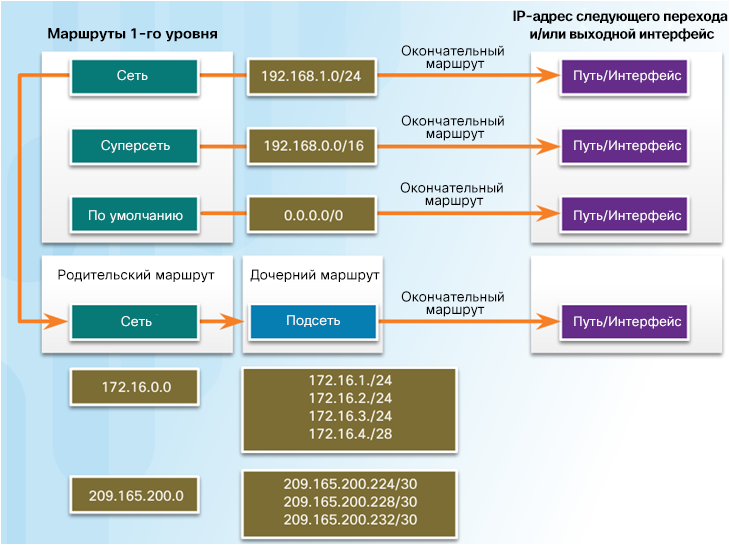 Маршруты 1-го уровня
IP-адрес следующего перехода
и/или выходной интерфейс
Сеть
192.168.1.0/24
Окончательный
маршрут
Путь/Интерфейс
Суперсеть
192.168.0.0/16
Окончательный
маршрут
Путь/Интерфейс
По умолчанию
0.0.0.0/0
Окончательный
маршрут
Путь/Интерфейс
Родительский маршрут
Дочерний маршрут
Сеть
Подсеть
Окончательный
маршрут
Путь/Интерфейс
172.16.0.0
172.16.1./24
172.16.2./24
172.16.3./24
172.16.4./28
209.165.200.0
209.165.200.224/30
209.165.200.228/30
209.165.200.232/30